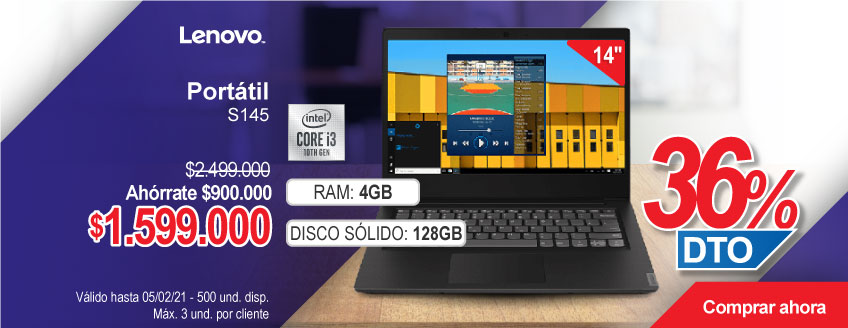 Lenovo
Portátil
S145
intel
CORE i3
10TH GEN
$2.499.000
Ahórrate $900.000
$1.599.000
RAM: 4GB
DISCO SÓLIDO: 128GB
Válido hasta 05/02/21 - 500 und. disp.
Máx. 3 und. por cliente
14"
36%
DTO
Comprar ahora